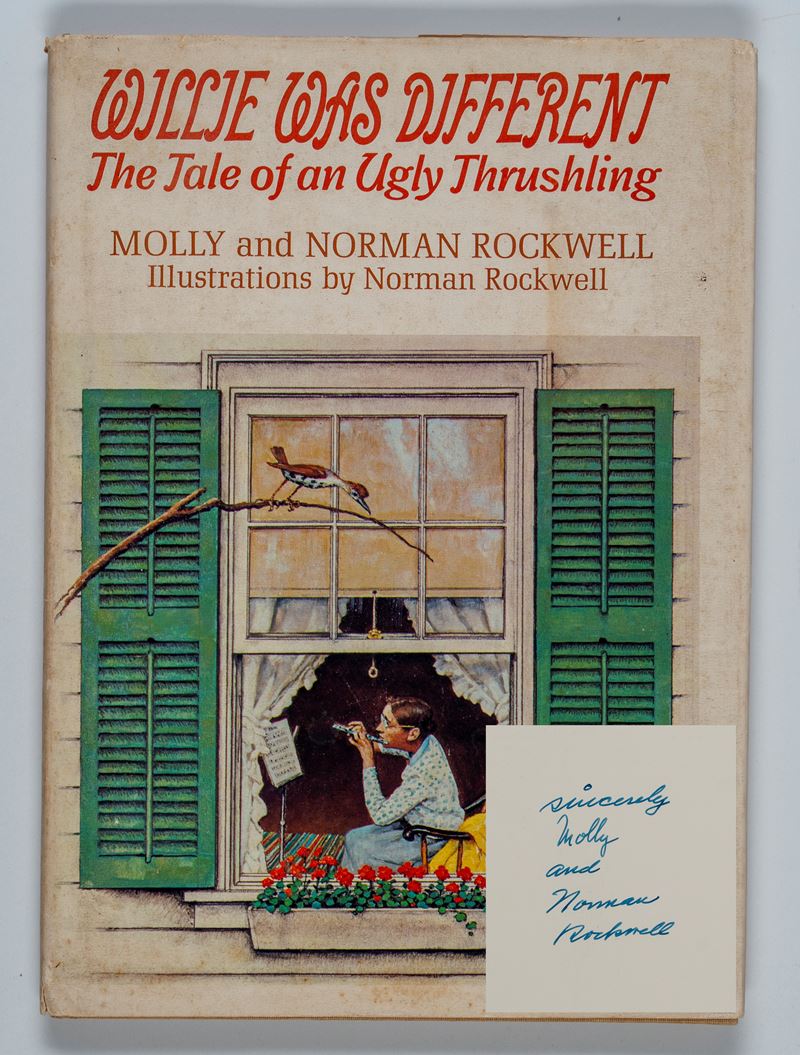 WILLIE WAS DIFFERENT
The Tale of an Ugly Thrushling
MOLLY and NORMAN ROCKWELL
Illustrations by Norman Rockwell
sincerely
Molly
and
Norman
Rockwell